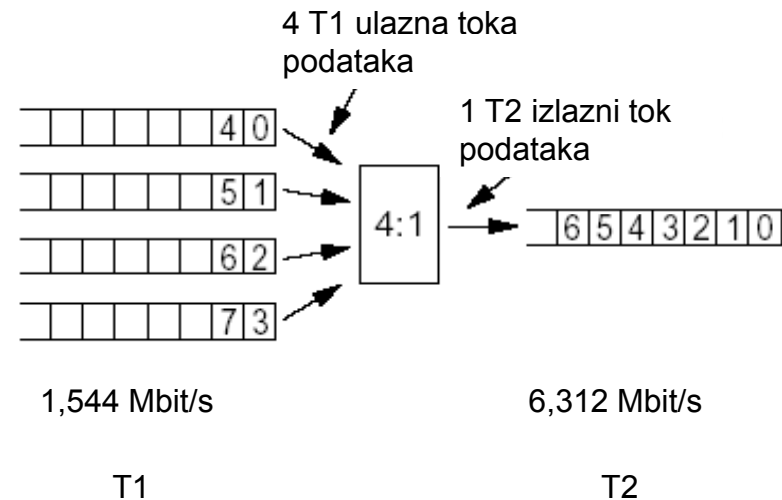 4 T1 ulazna toka
podataka
1 T2 izlazni tok
podataka
4 0
5 1
6 2
7 3
4:1
6 5 4 3 2 1 0
1,544 Mbit/s
6,312 Mbit/s
T1
T2